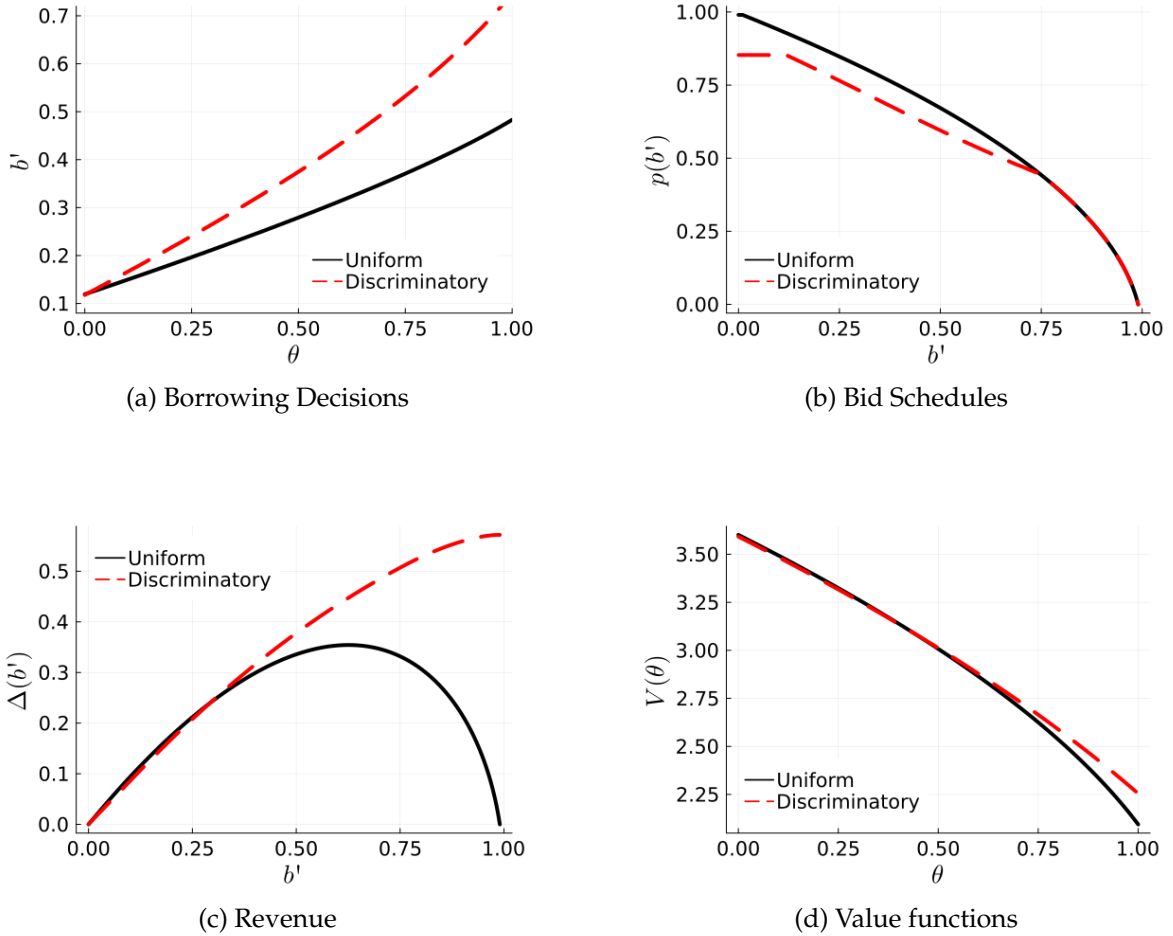 0.7
0.6
0.5
0.4
0.3
0.2
0.1
b'
Uniform
Discriminatory
0.00 0.25 0.50 0.75 1.00
θ
(a) Borrowing Decisions
1.00
0.75
0.50
0.25
0.00
p(b')
Uniform
Discriminatory
0.00 0.25 0.50 0.75 1.00
b'
(b) Bid Schedules
0.5
0.4
0.3
0.2
0.1
0.0
Δ(b')
Uniform
Discriminatory
0.00 0.25 0.50 0.75 1.00
b'
(c) Revenue
3.50
3.25
3.00
2.75
2.50
2.25
V(θ)
Uniform
Discriminatory
0.00 0.25 0.50 0.75 1.00
θ
(d) Value functions